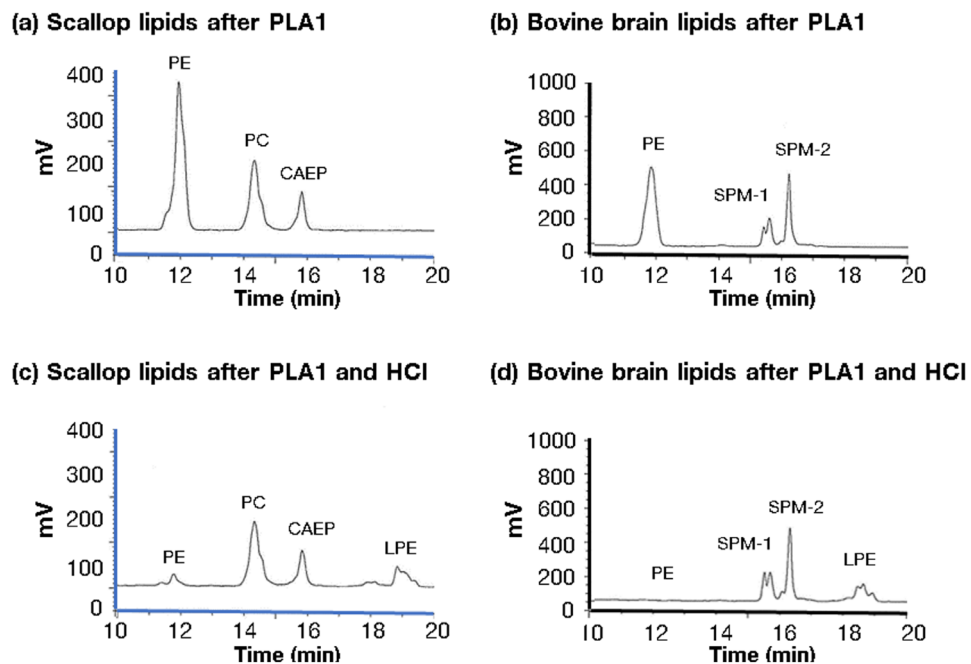 (a) Scallop lipids after PLA1
400
300
200
100
0
mV
PE
PC
CAEP
10 12 14 16 18 20
Time (min)
(b) Bovine brain lipids after PLA1
1000
800
600
400
200
0
mV
PE
SPM-1
SPM-2
10 12 14 16 18 20
Time (min)
(c) Scallop lipids after PLA1 and HCl
400
300
200
100
0
mV
PE
PC
CAEP
LPE
10 12 14 16 18 20
Time (min)
(d) Bovine brain lipids after PLA1 and HCl
1000
800
600
400
200
0
mV
PE
SPM-1
SPM-2
LPE
10 12 14 16 18 20
Time (min)